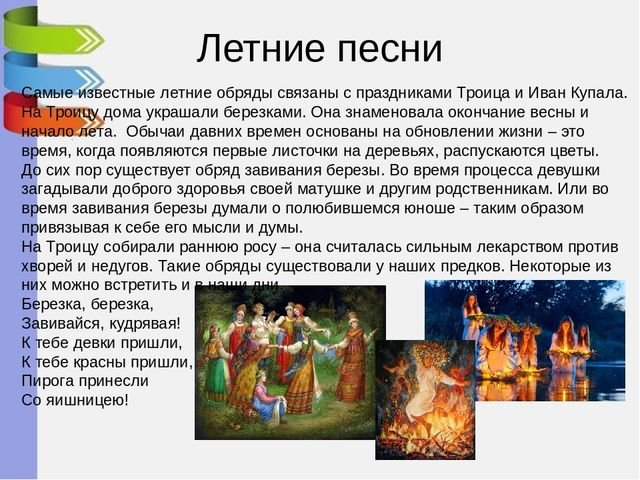 Летние песни
Самые известные летние обряды связаны с праздниками Троица и Иван Купала.
На Троицу дома украшали березками. Она знаменовала окончание весны и
начало лета.  Обычаи давних времен основаны на обновлении жизни – это
время, когда появляются первые листочки на деревьях, распускаются цветы.
До сих пор существует обряд завивания березы. Во время процесса девушки
загадывали доброго здоровья своей матушке и другим родственникам. Или во
время завивания березы думали о полюбившемся юноше – таким образом
привязывая к себе его мысли и думы.
На Троицу собирали раннюю росу – она считалась сильным лекарством против
хворей и недугов. Такие обряды существовали у наших предков. Некоторые из
них можно встретить и в наши дни.
Березка, березка,
Завивайся, кудрявая!
К тебе девки пришли,
К тебе красны пришли,
Пирога принесли
Со яишницею!